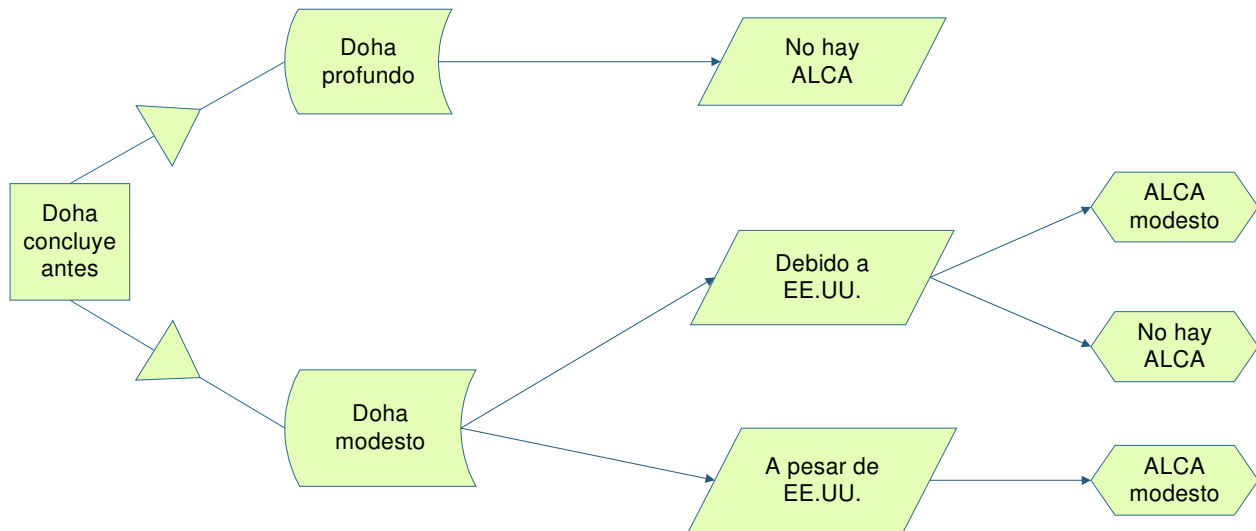 Doha
profundo
No hay
ALCA
Doha
concluye
antes
ALCA
modesto
Debido a
EE.UU.
No hay
ALCA
Doha
modesto
A pesar de
EE.UU.
ALCA
modesto